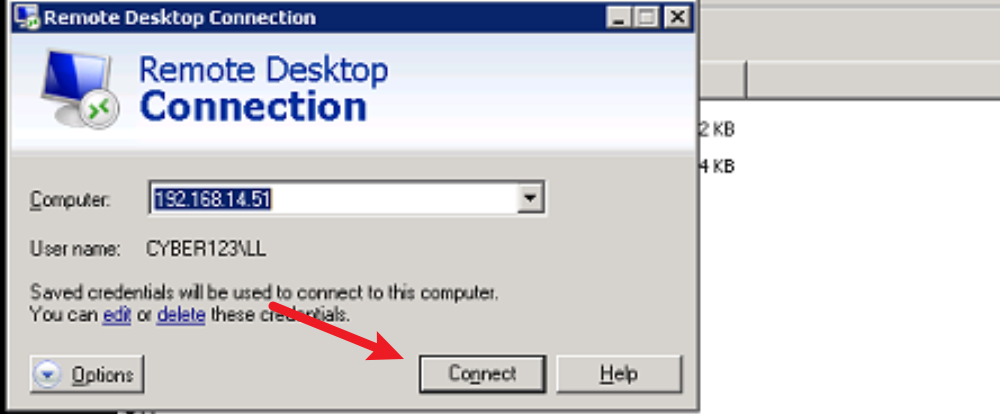 Remote Desktop Connection
Remote Desktop
Connection
2 KB
Computer: 192.168.14.51
4 KB
User name: CYBER123\LL
Saved credentials will be used to connect to this computer.
You can edit or delete these credentials.
Options Connect Help